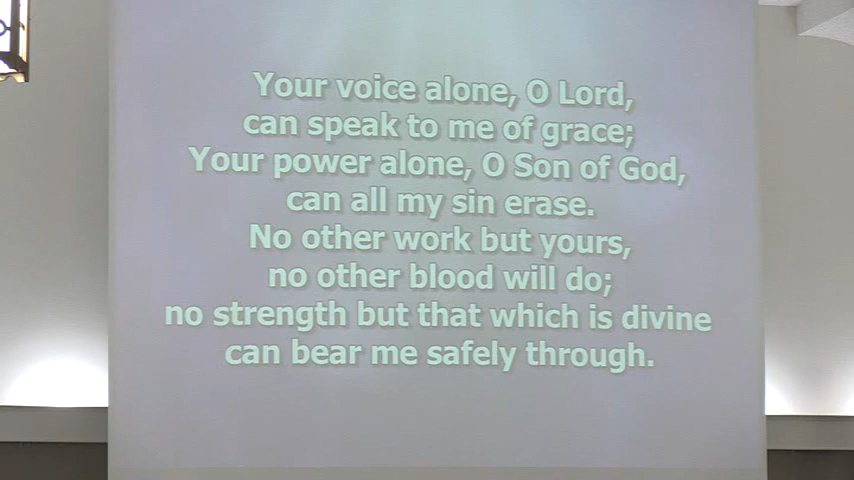 Your voice alone, O Lord,
can speak to me of grace;
Your power alone, O Son of God,
can all my sin erase.
No other work but yours,
no other blood will do;
no strength but that which is divine
can bear me safely through.